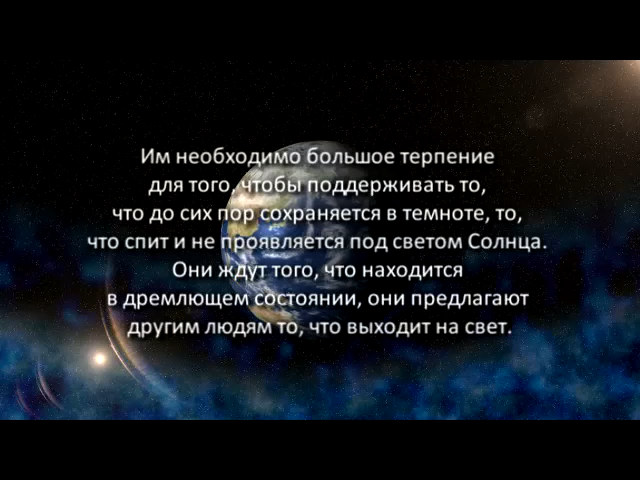 Им необходимо большое терпение
для того, чтобы поддерживать то,
что до сих пор сохраняется в темноте, то,
что спит и не проявляется под светом Солнца.
Они ждут того, что находится
в дремлющем состоянии, они предлагают
другим людям то, что выходит на свет.